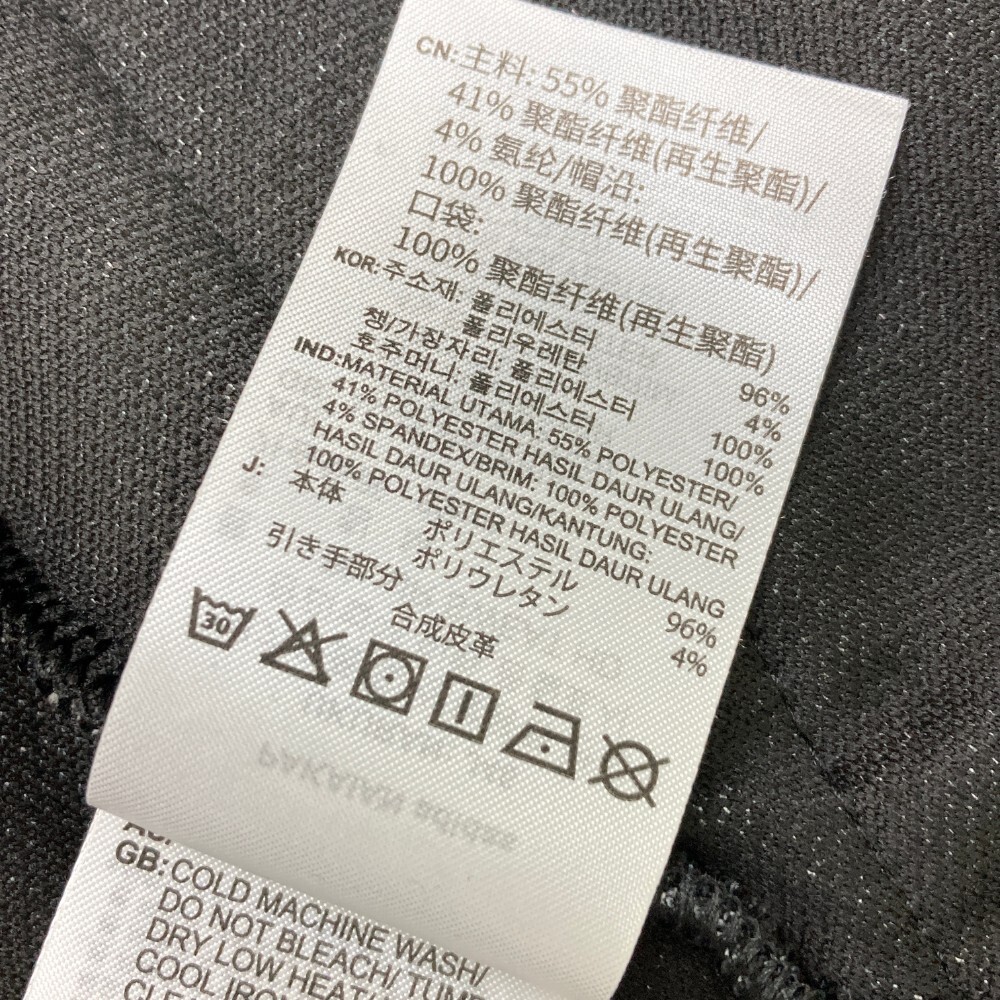 CN:主料: 55% 聚酯纤维/
41% 聚酯纤维(再生聚酯)/
4% 氨纶/帽沿:
100% 聚酯纤维(再生聚酯)/
口袋:
100% 聚酯纤维(再生聚酯)
KOR:주소재: 폴리에스터 96%
폴리우레탄 4%
챙/가장자리: 폴리에스터 100%
호주머니: 폴리에스터 100%
IND:MATERIAL UTAMA: 55% POLYESTER/
41% POLYESTER HASIL DAUR ULANG/
4% SPANDEX/BRIM: 100% POLYESTER
HASIL DAUR ULANG/KANTUNG:
100% POLYESTER HASIL DAUR ULANG
J: 本体 ポリエステル 96%
ポリウレタン 4%
引き手部分 合成皮革
30
PAKAIAN adidas
GB:COLD MACHINE WASH/
DO NOT BLEACH/ TUM
DRY LOW HEAT/
COOL IRON